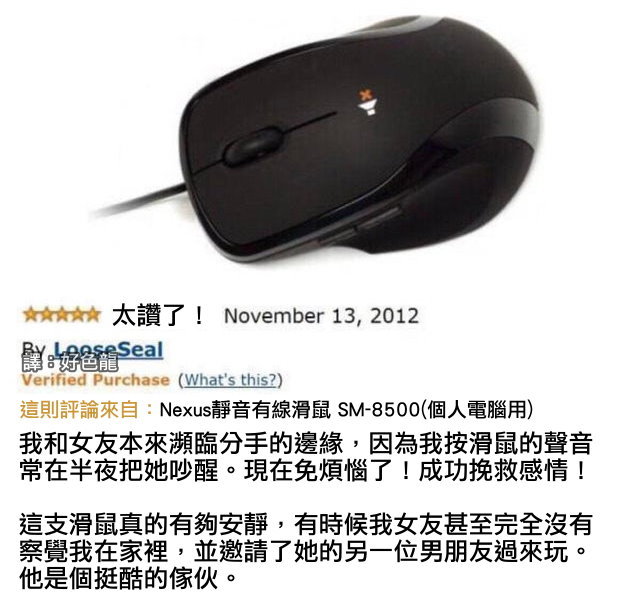 太讚了! November 13, 2012
By LooseSeal
譯:好色龍
Verified Purchase (What's this?)
這則評論來自:Nexus靜音有線滑鼠 SM-8500(個人電腦用)
我和女友本來瀕臨分手的邊緣,因為我按滑鼠的聲音
常在半夜把她吵醒。現在免煩惱了!成功挽救感情!
這支滑鼠真的有夠安靜,有時候我女友甚至完全沒有
察覺我在家裡,並邀請了她的另一位男朋友過來玩。
他是個挺酷的傢伙。